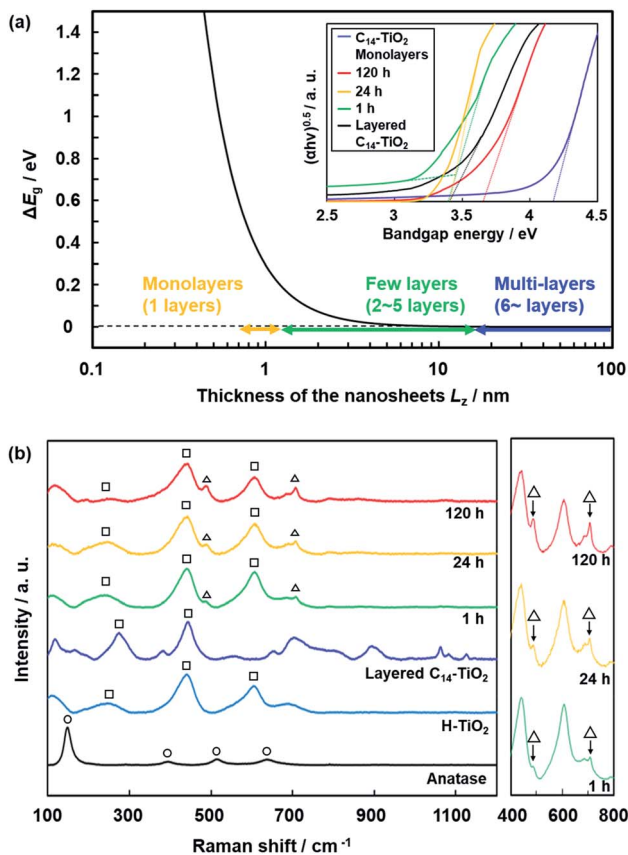 (a)
1.4
1.2
1.0
0.8
0.6
0.4
0.2
0
ΔEg / eV
0.1
1
10
100
Thickness of the nanosheets Lz / nm
Monolayers
(1 layers)
Few layers
(2~5 layers)
Multi-layers
(6~ layers)
(αhν)^0.5 / a. u.
C14-TiO2
Monolayers
120 h
24 h
1 h
Layered
C14-TiO2
2.5
3
3.5
4
4.5
Bandgap energy / eV
(b)
Intensity / a. u.
120 h
24 h
1 h
Layered C14-TiO2
H-TiO2
Anatase
100
300
500
700
900
1100
Raman shift / cm-1
120 h
24 h
1 h
400
600
800